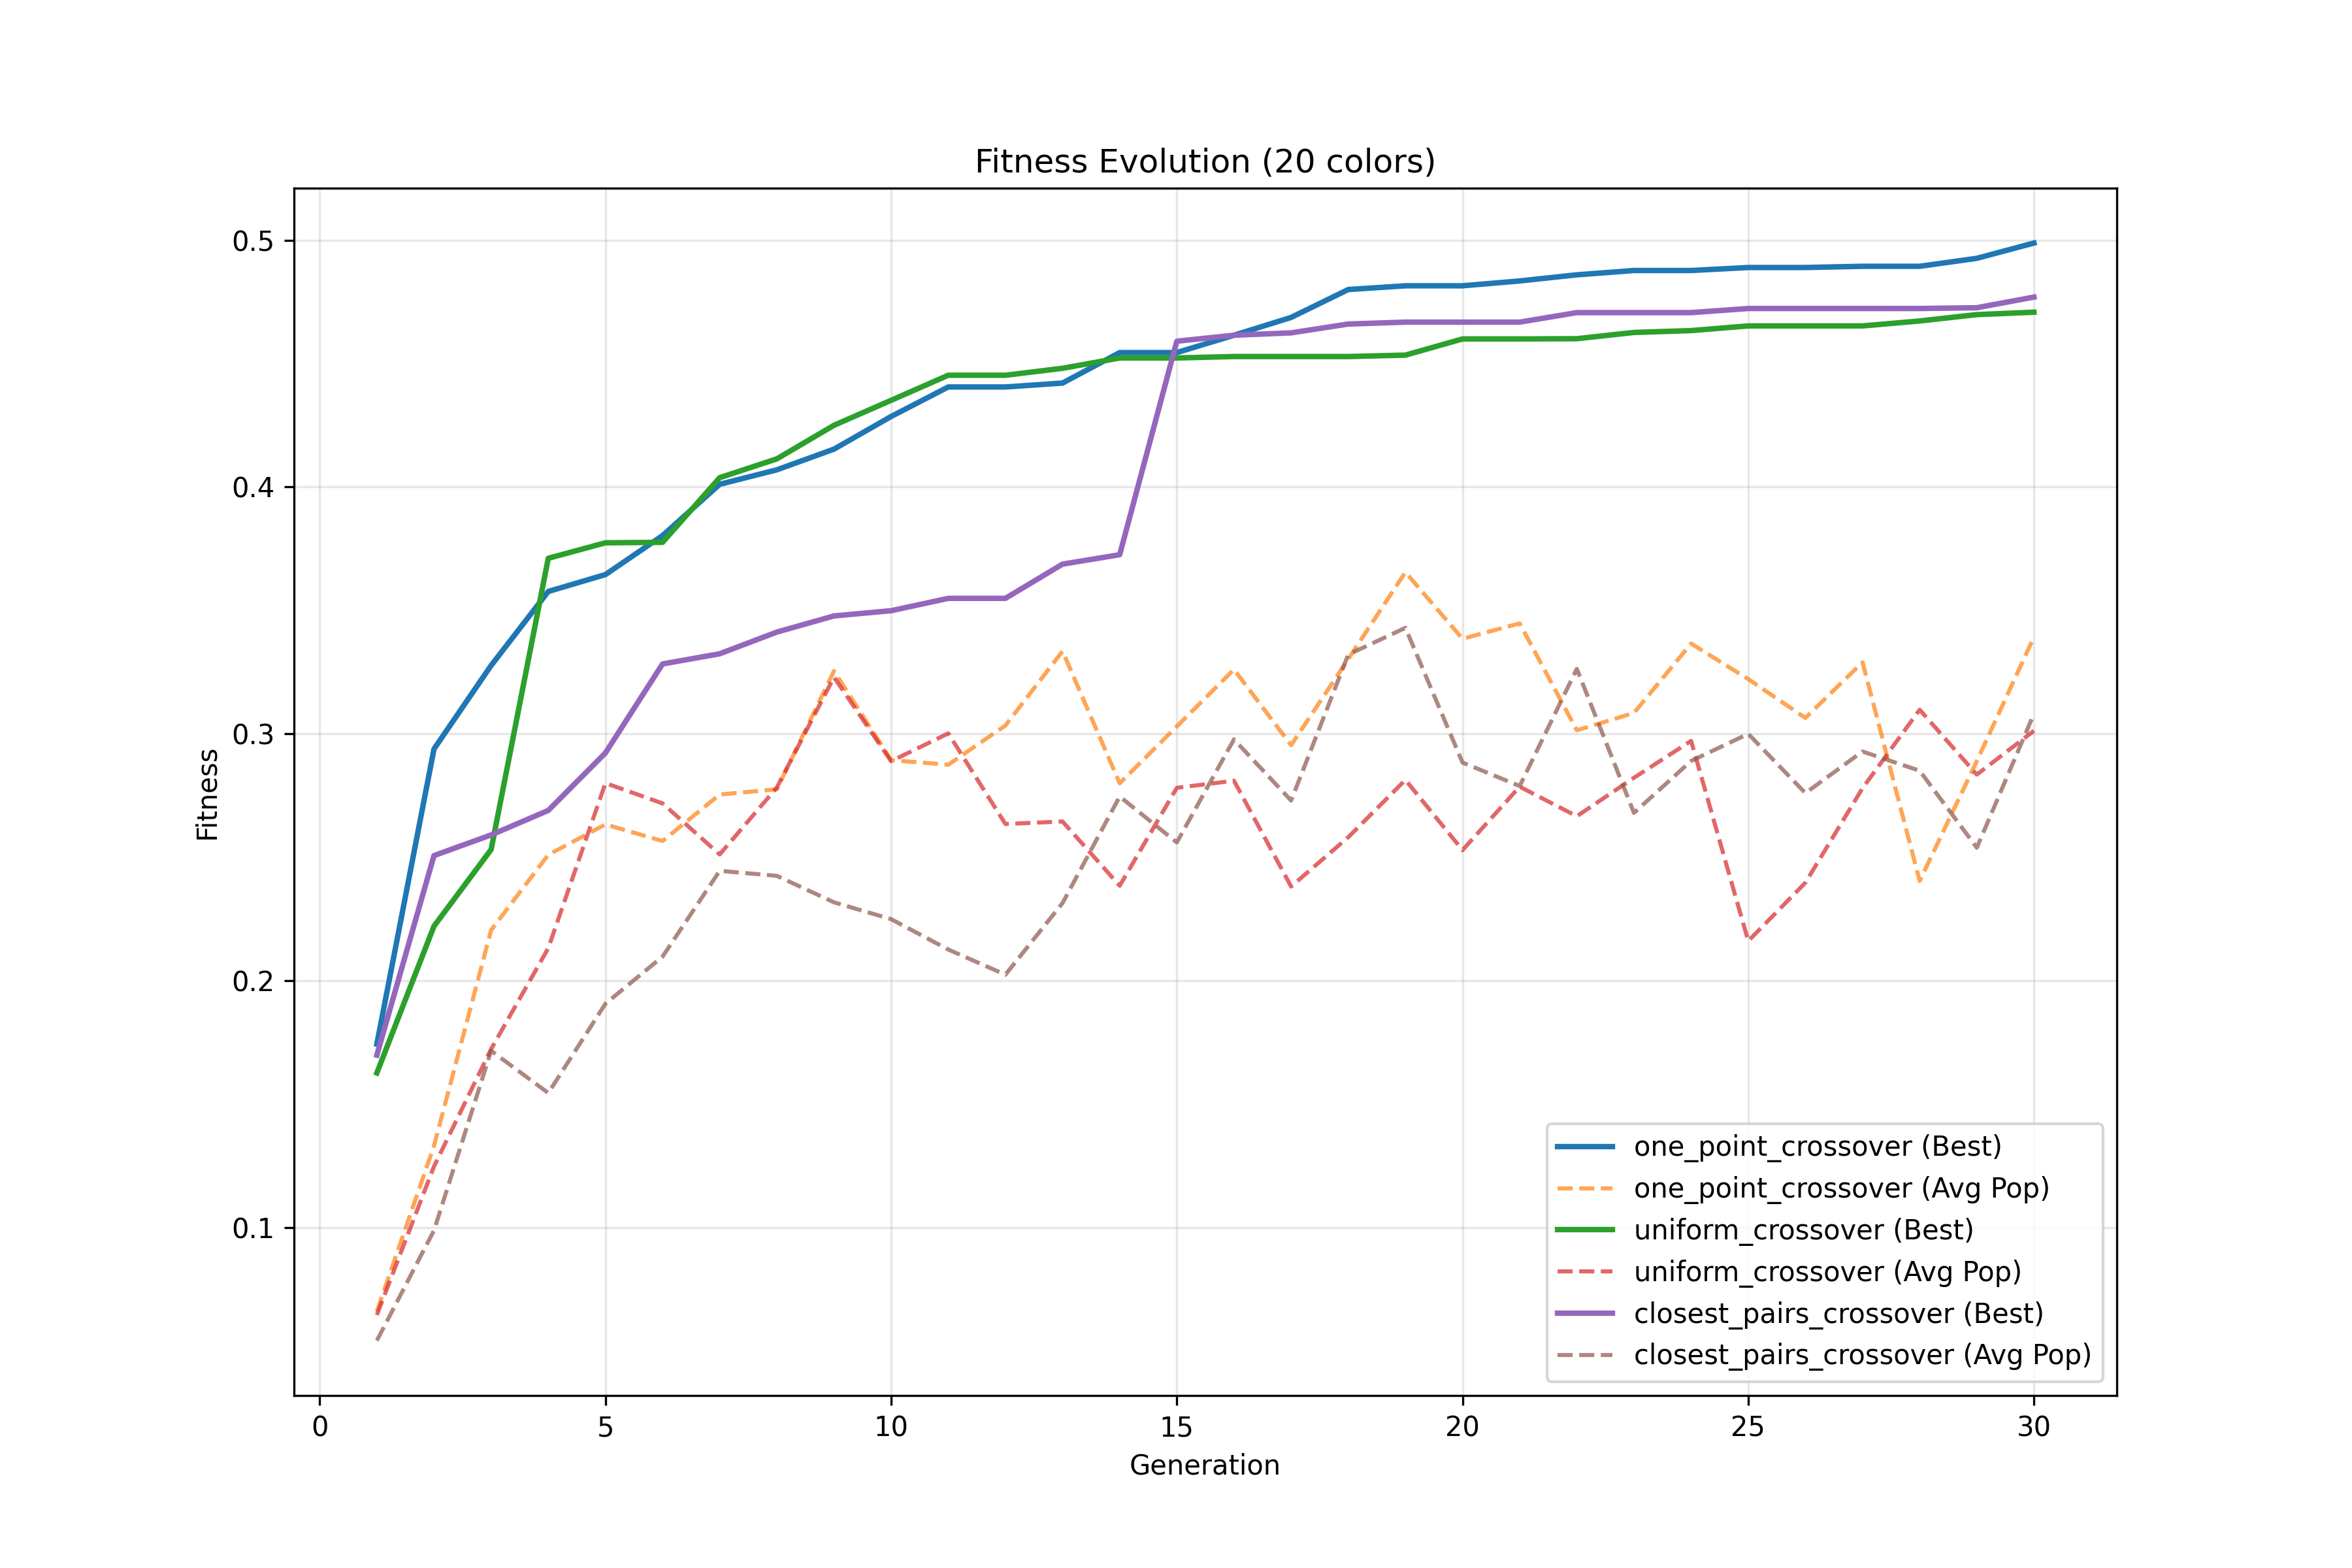 Fitness Evolution (20 colors)
0.5
0.4
0.3
0.2
0.1
Fitness
0 5 10 15 20 25 30
Generation
one_point_crossover (Best)
one_point_crossover (Avg Pop)
uniform_crossover (Best)
uniform_crossover (Avg Pop)
closest_pairs_crossover (Best)
closest_pairs_crossover (Avg Pop)